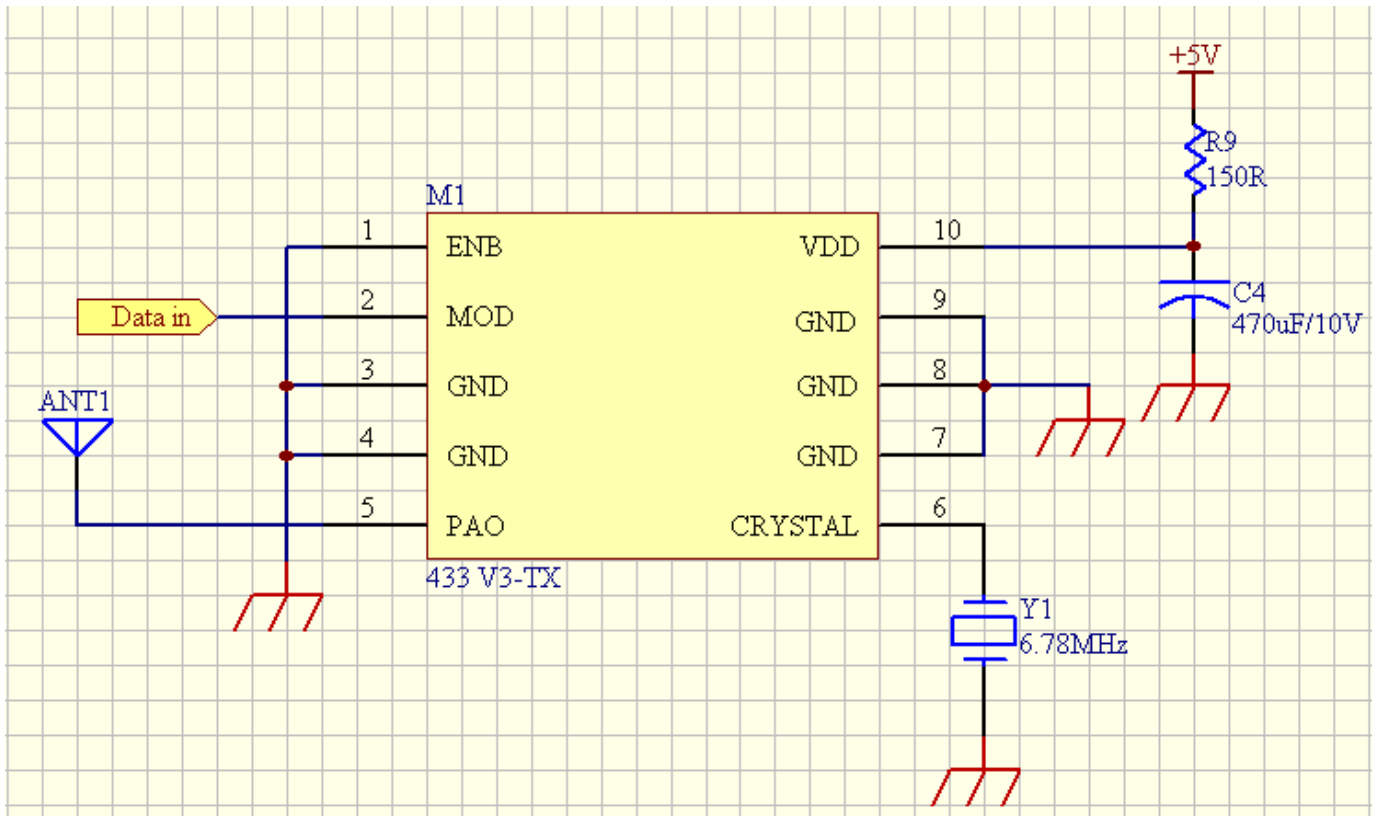 +5V
R9
150R
M1
1
ENB
VDD
10
2
Data in
MOD
GND
9
C4
470uF/10V
3
GND
GND
8
ANT1
4
GND
GND
7
5
PAO
CRYSTAL
6
433 V3-TX
Y1
6.78MHz